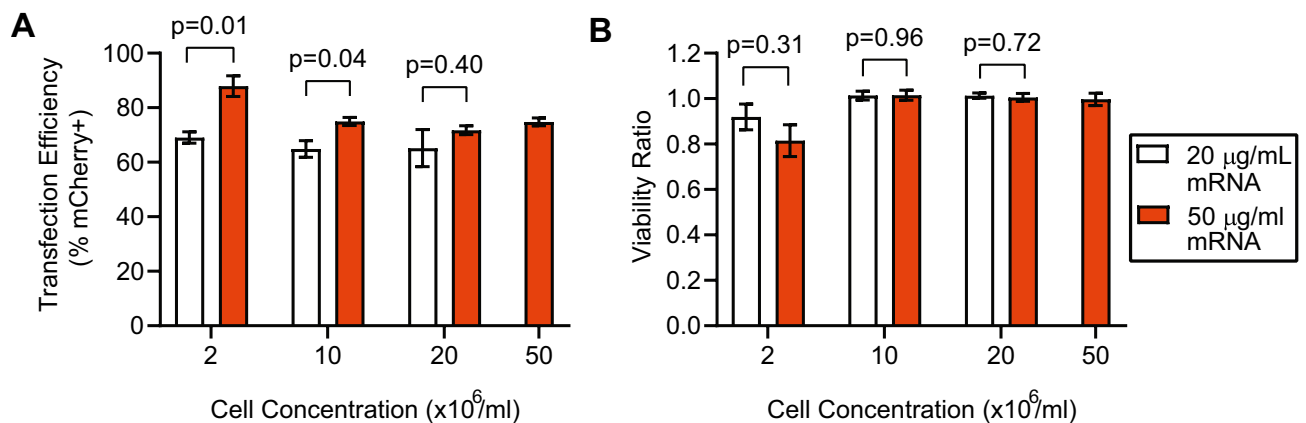 A
p=0.01
p=0.04
p=0.40
Transfection Efficiency
(% mCherry+)
100
80
60
40
20
0
2
10
20
50
Cell Concentration (x10⁶/ml)
B
p=0.31
p=0.96
p=0.72
Viability Ratio
1.2
1.0
0.8
0.6
0.4
0.2
0.0
2
10
20
50
Cell Concentration (x10⁶/ml)
20 μg/mL
mRNA
50 μg/ml
mRNA